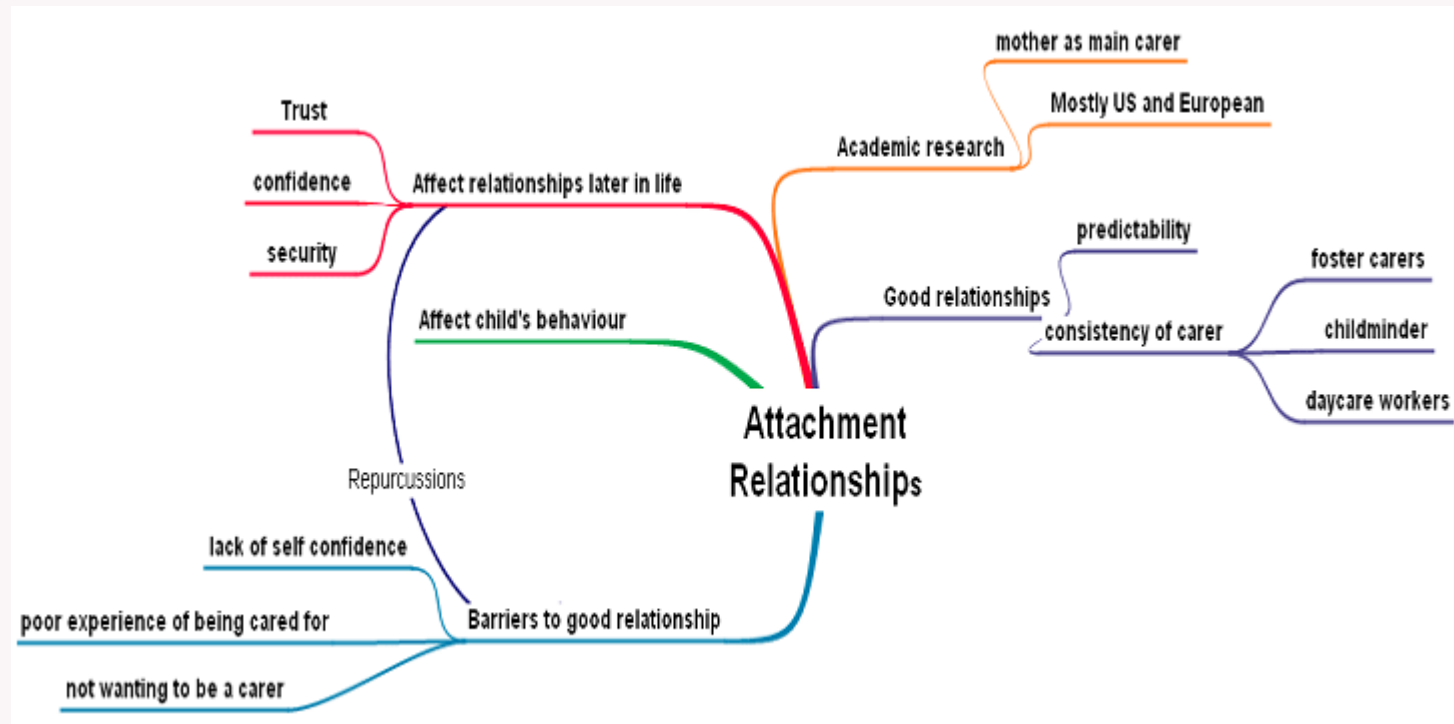 mother as main carer
Mostly US and European
Academic research
Trust
confidence
security
Affect relationships later in life
predictability
Good relationships
foster carers
consistency of carer
childminder
daycare workers
Affect child's behaviour
Attachment
Relationships
Repurcussions
lack of self confidence
poor experience of being cared for
not wanting to be a carer
Barriers to good relationship